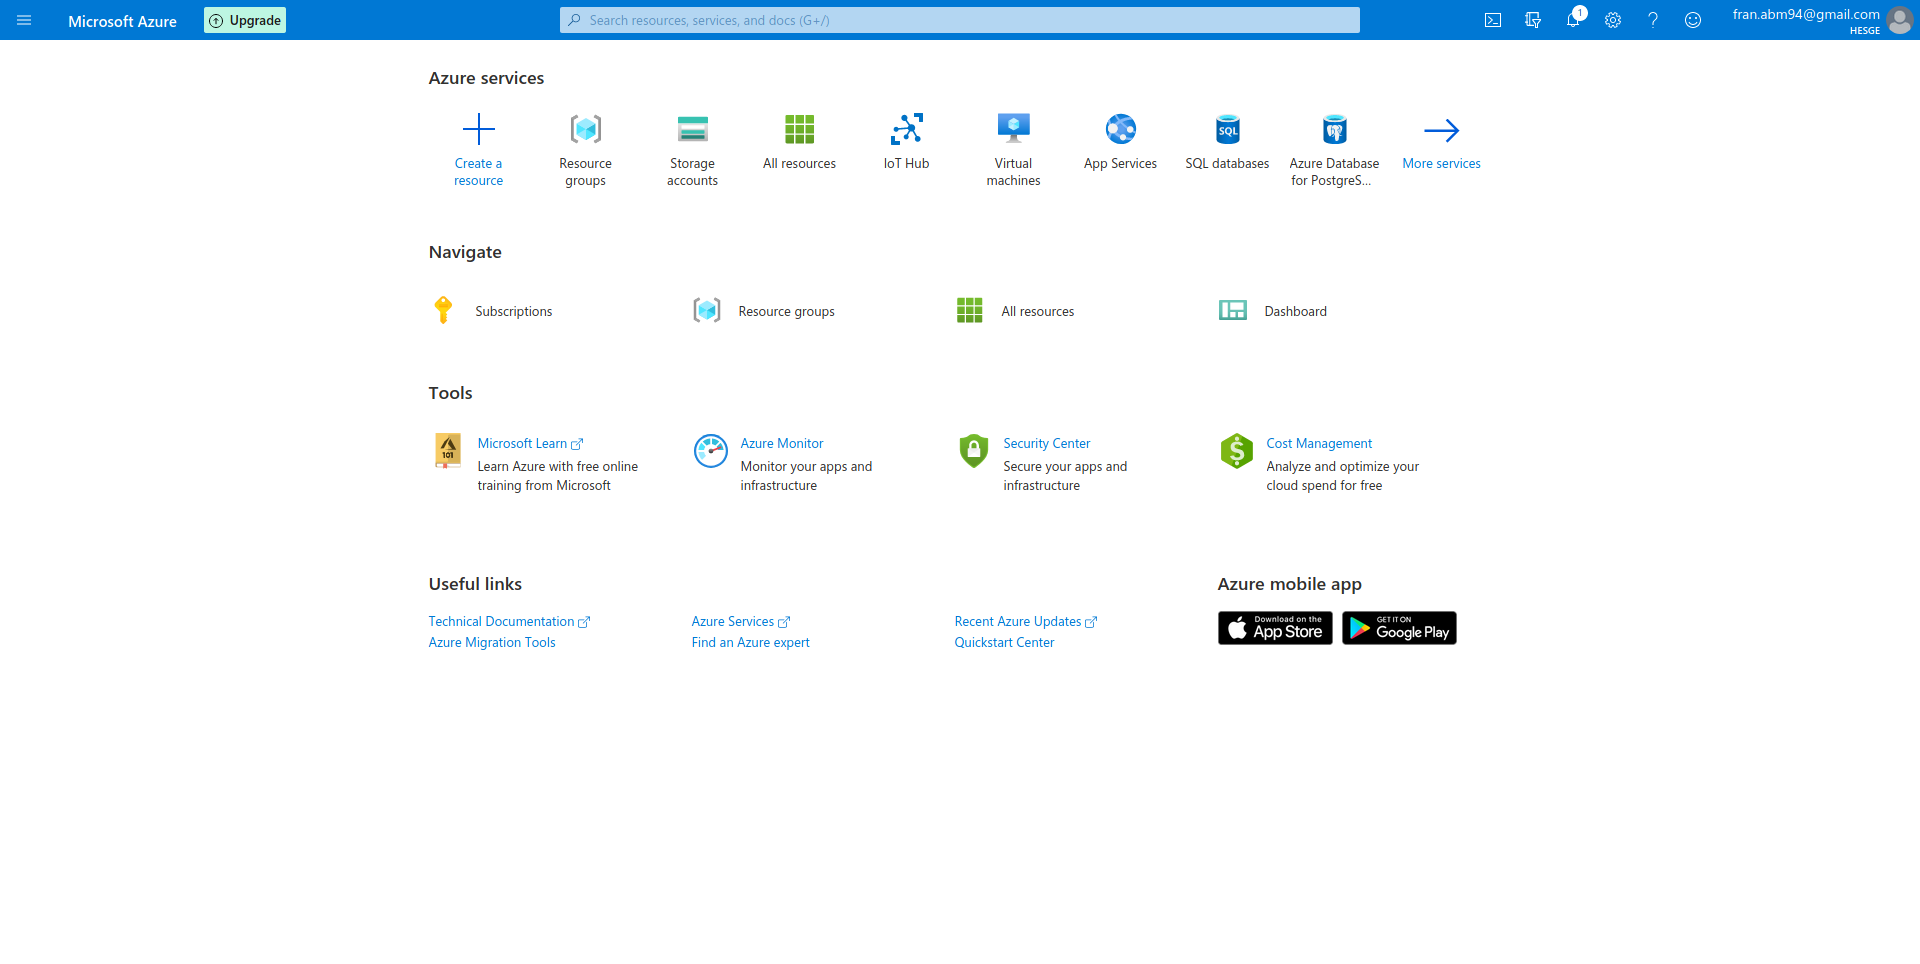 Microsoft Azure
Upgrade
Search resources, services, and docs (G+/)
1
fran.abm94@gmail.com
HESGE
Azure services
Create a
resource
Resource
groups
Storage
accounts
All resources
IoT Hub
Virtual
machines
App Services
SQL
SQL databases
Azure Database
for PostgreS...
More services
Navigate
Subscriptions
Resource groups
All resources
Dashboard
Tools
101
Microsoft Learn
Learn Azure with free online
training from Microsoft
Azure Monitor
Monitor your apps and
infrastructure
Security Center
Secure your apps and
infrastructure
$
Cost Management
Analyze and optimize your
cloud spend for free
Useful links
Technical Documentation
Azure Services
Recent Azure Updates
Azure Migration Tools
Find an Azure expert
Quickstart Center
Azure mobile app
Download on the
App Store
GET IT ON
Google Play